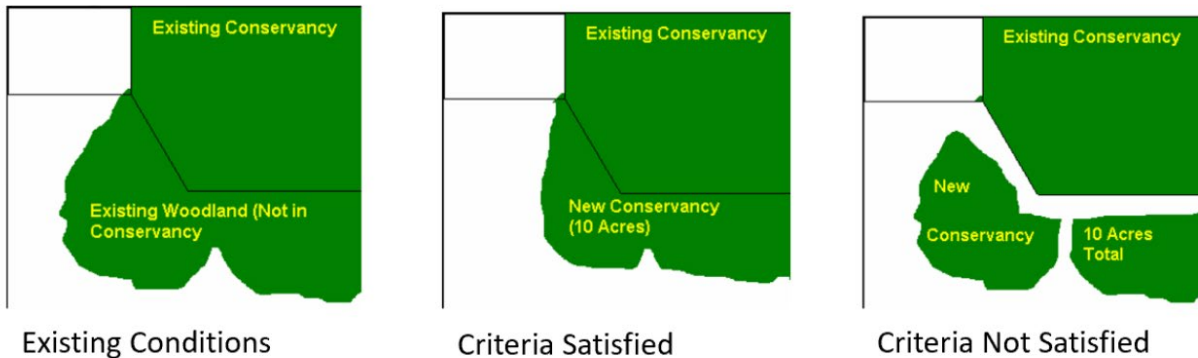 Existing Conservancy
Existing Woodland (Not in
Conservancy
Existing Conditions
Existing Conservancy
New Conservancy
(10 Acres)
Criteria Satisfied
Existing Conservancy
New
Conservancy
10 Acres
Total
Criteria Not Satisfied